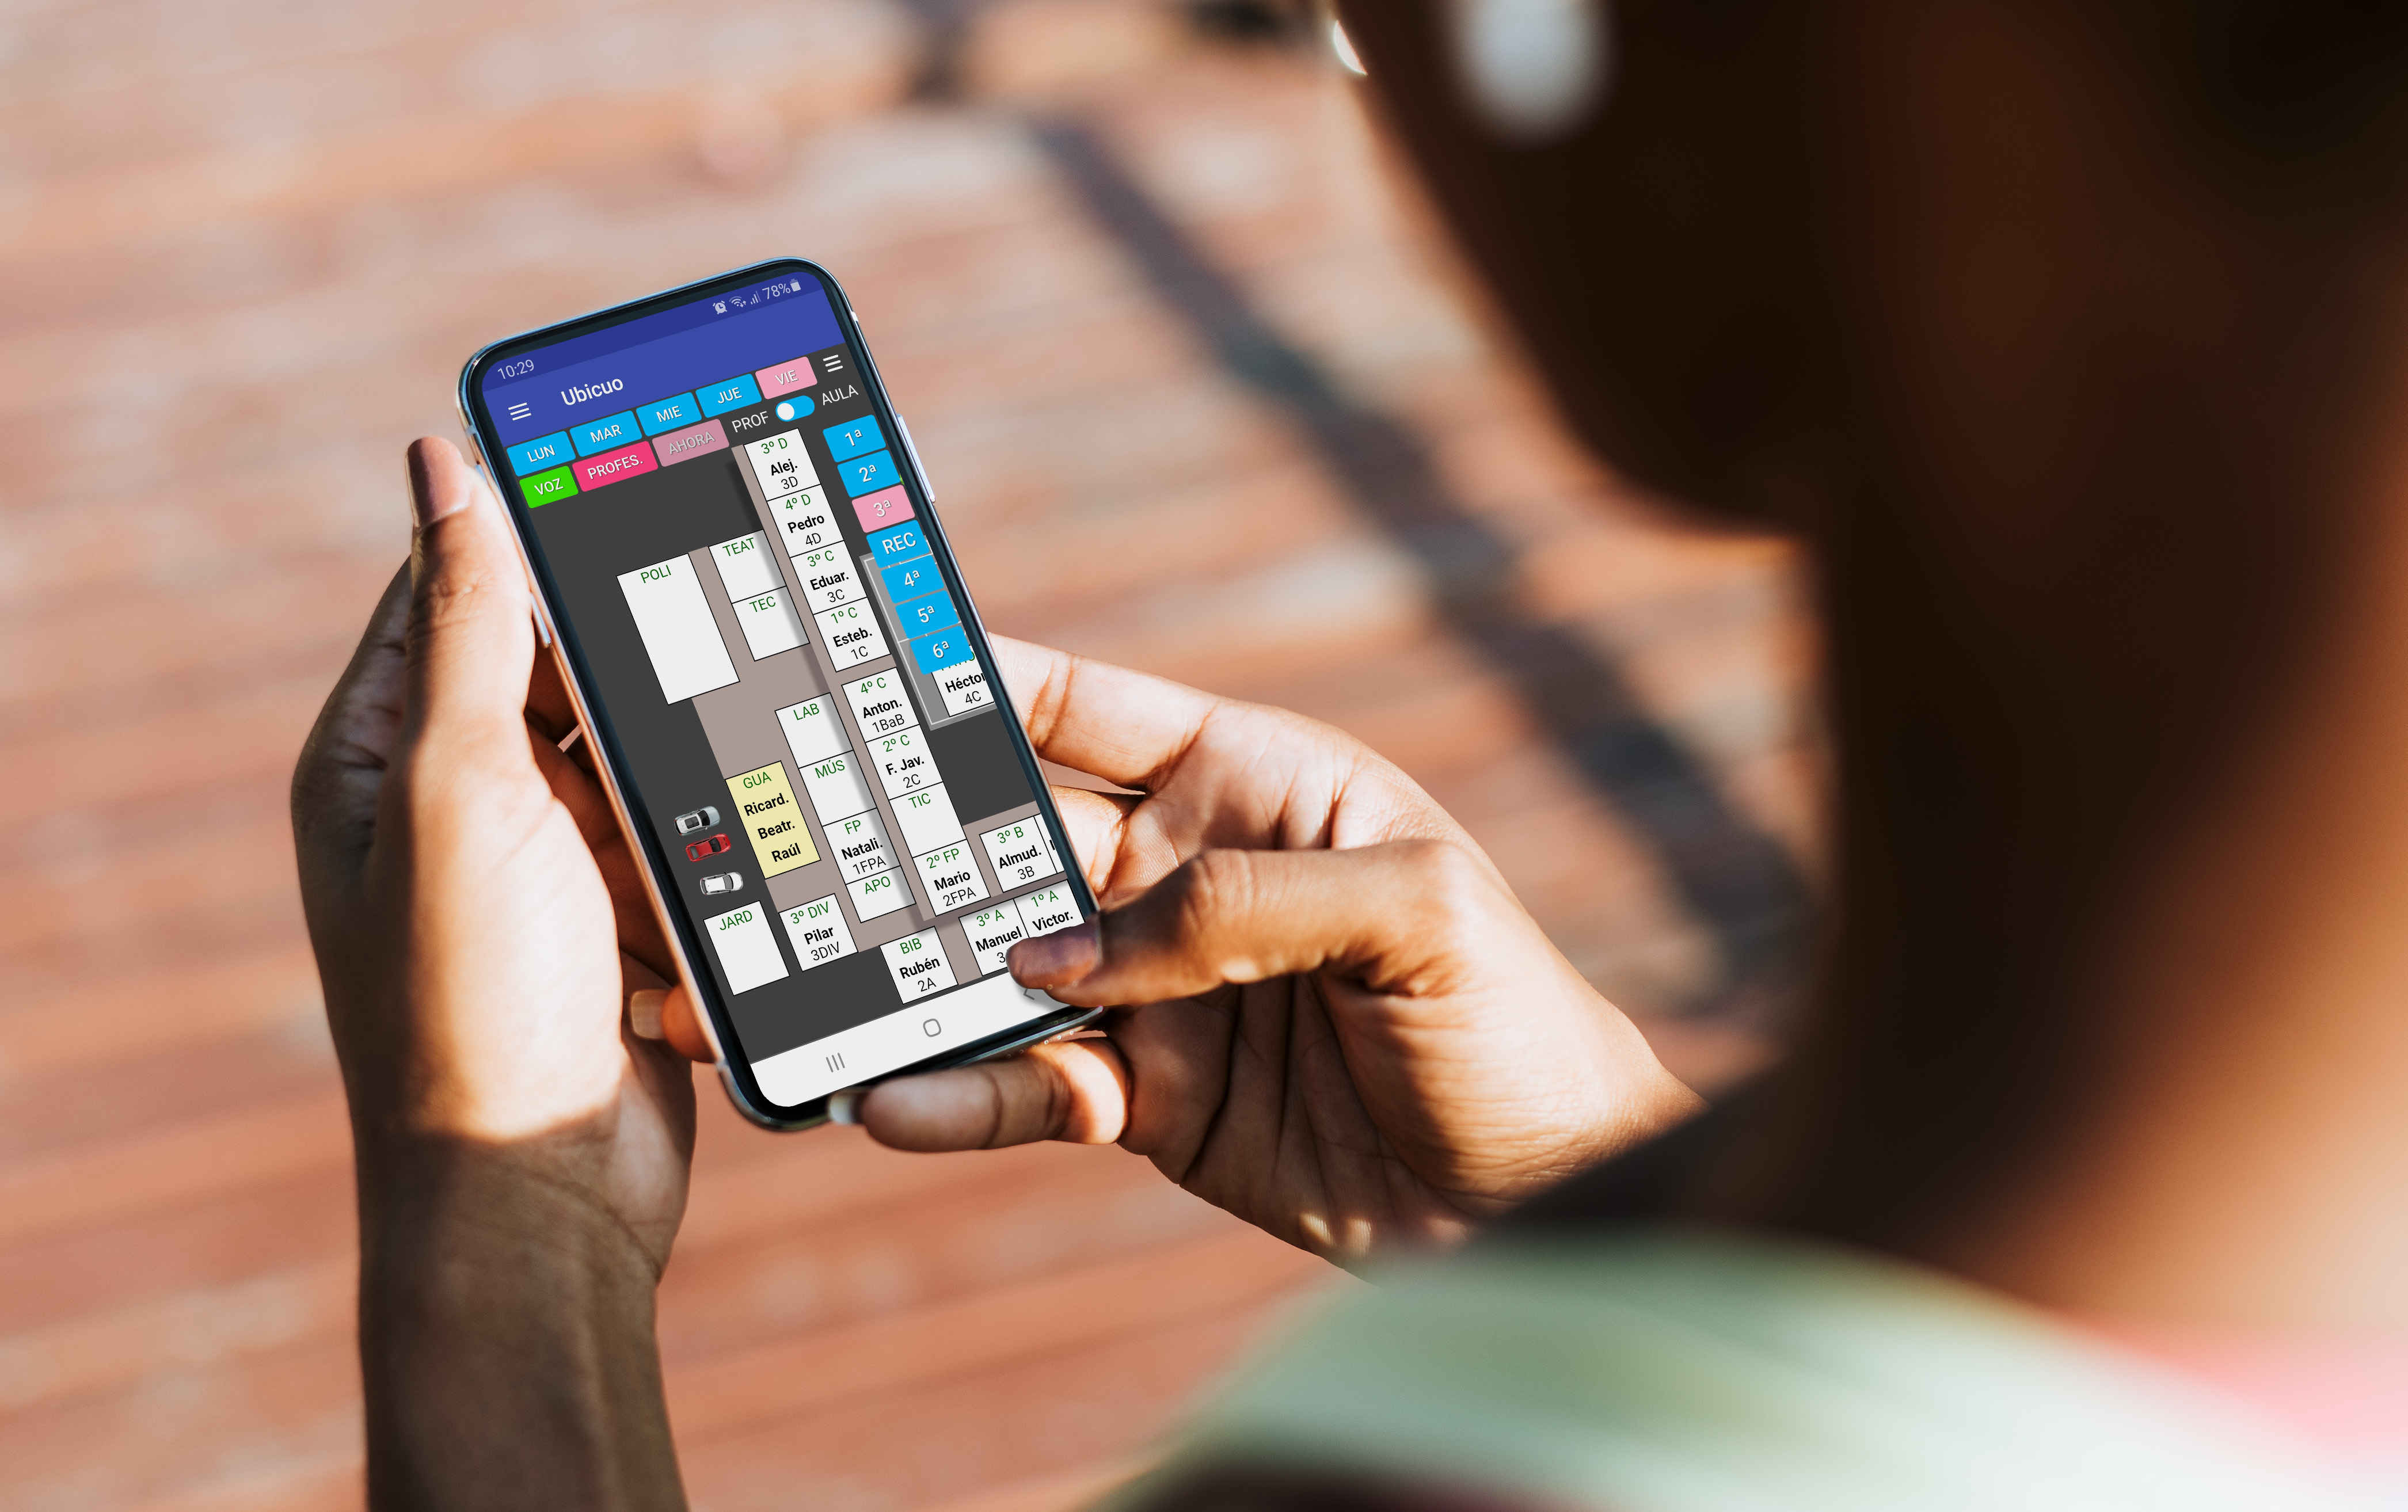 10:29
78%
Ubicuo
LUN MAR MIE JUE VIE
VOZ PROFES. AHORA PROF AULA
1ª
2ª
3ª
REC
4ª
5ª
6ª
3º D
Alej.
3D
4º D
Pedro
4D
3º C
Eduar.
3C
1º C
Esteb.
1C
POLI
TEAT
TEC
Héctor
4C
4º C
Anton.
1BaB
2º C
F. Jav.
2C
TIC
2º FP
Mario
2FPA
LAB
MÚS
FP
Natali.
1FPA
APO
GUA
Ricard.
Beatr.
Raúl
3º B
Almud.
3B
JARD
3º DIV
Pilar
3DIV
BIB
Rubén
2A
3º A
Manuel
1º A
Victor.